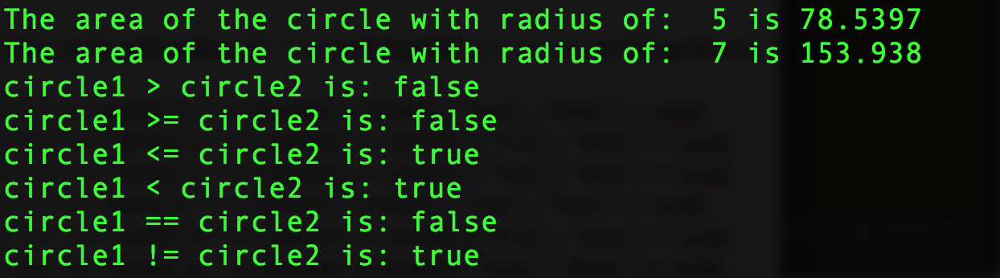 The area of the circle with radius of:  5 is 78.5397
The area of the circle with radius of:  7 is 153.938
circle1 > circle2 is: false
circle1 >= circle2 is: false
circle1 <= circle2 is: true
circle1 < circle2 is: true
circle1 == circle2 is: false
circle1 != circle2 is: true